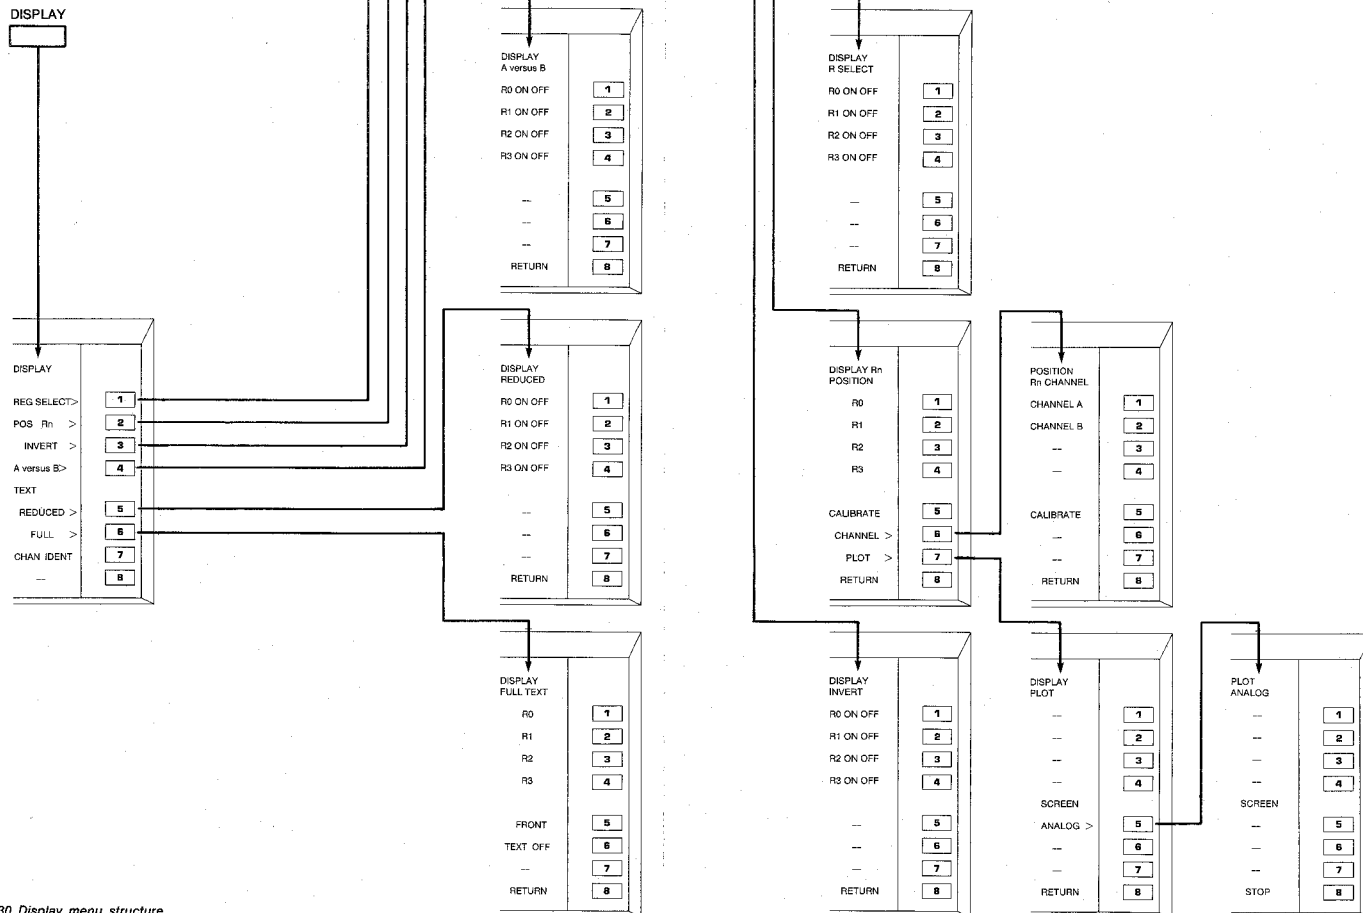 DISPLAY
DISPLAY
REG SELECT> 1
POS Rn > 2
INVERT > 3
A versus B> 4
TEXT
REDUCED > 5
FULL > 6
CHAN IDENT 7
-- 8
DISPLAY
A versus B
R0 ON OFF 1
R1 ON OFF 2
R2 ON OFF 3
R3 ON OFF 4
-- 5
-- 6
-- 7
RETURN 8
DISPLAY
REDUCED
R0 ON OFF 1
R1 ON OFF 2
R2 ON OFF 3
R3 ON OFF 4
-- 5
-- 6
-- 7
RETURN 8
DISPLAY
FULL TEXT
R0 1
R1 2
R2 3
R3 4
FRONT 5
TEXT OFF 6
-- 7
RETURN 8
DISPLAY
R SELECT
R0 ON OFF 1
R1 ON OFF 2
R2 ON OFF 3
R3 ON OFF 4
-- 5
-- 6
-- 7
RETURN 8
DISPLAY Rn
POSITION
R0 1
R1 2
R2 3
R3 4
CALIBRATE 5
CHANNEL > 6
PLOT > 7
RETURN 8
POSITION
Rn CHANNEL
CHANNEL A 1
CHANNEL B 2
-- 3
-- 4
CALIBRATE 5
-- 6
-- 7
RETURN 8
DISPLAY
INVERT
R0 ON OFF 1
R1 ON OFF 2
R2 ON OFF 3
R3 ON OFF 4
-- 5
-- 6
-- 7
RETURN 8
DISPLAY
PLOT
-- 1
-- 2
-- 3
-- 4
SCREEN
ANALOG > 5
-- 6
-- 7
RETURN 8
PLOT
ANALOG
-- 1
-- 2
-- 3
-- 4
SCREEN
-- 5
-- 6
-- 7
STOP 8
30 Display menu structure